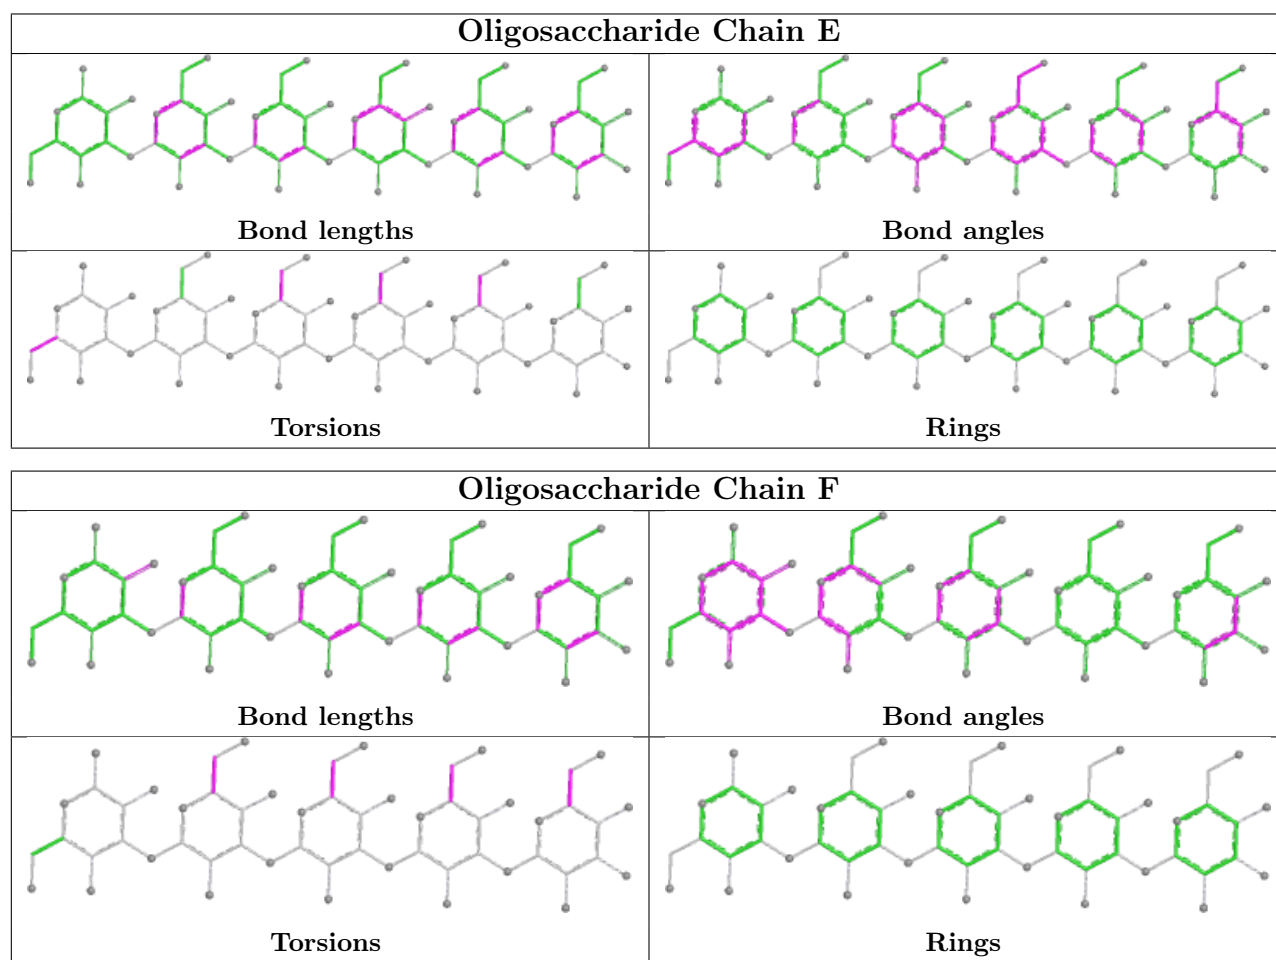 Oligosaccharide Chain E
Bond lengths
Bond angles
Torsions
Rings
Oligosaccharide Chain F
Bond lengths
Bond angles
Torsions
Rings